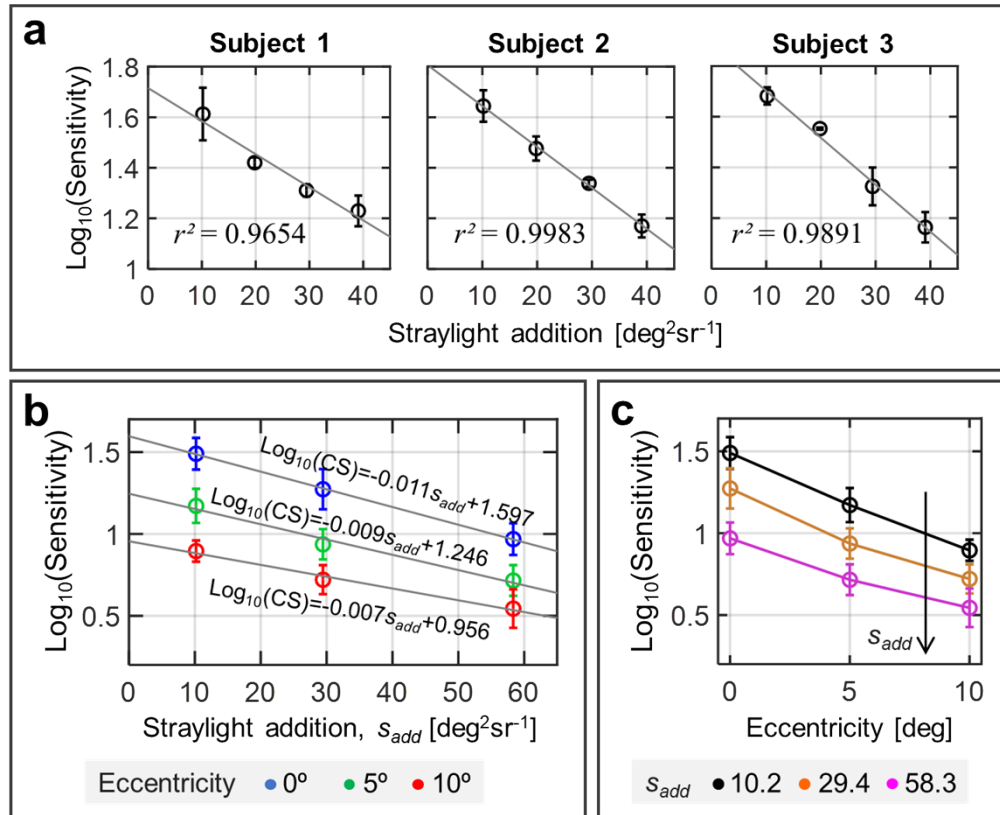 a
Subject 1 Subject 2 Subject 3
Log10(Sensitivity)
1.8
1.6
1.4
1.2
1
r² = 0.9654
r² = 0.9983
r² = 0.9891
0 10 20 30 40
0 10 20 30 40
0 10 20 30 40
Straylight addition [deg²sr⁻¹]
b
Log10(Sensitivity)
1.5
1
0.5
Log10(CS)=-0.011sadd+1.597
Log10(CS)=-0.009sadd+1.246
Log10(CS)=-0.007sadd+0.956
0 10 20 30 40 50 60
Straylight addition, sadd [deg²sr⁻¹]
Eccentricity 0º 5º 10º
c
Log10(Sensitivity)
1.5
1
0.5
sadd
0 5 10
Eccentricity [deg]
sadd 10.2 29.4 58.3